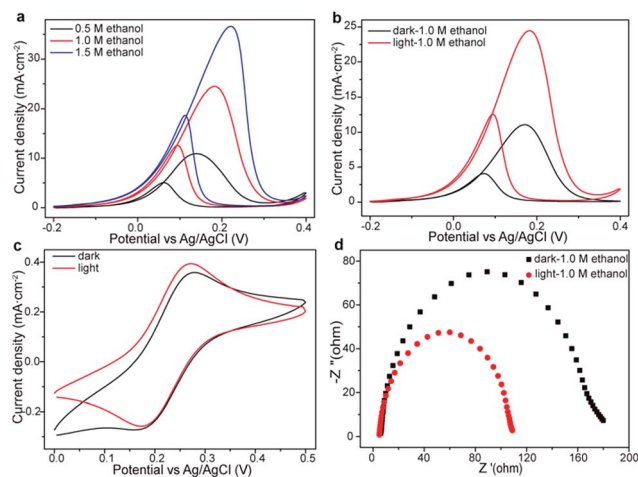 a
0.5 M ethanol
1.0 M ethanol
1.5 M ethanol
Current density (mA·cm⁻²)
30
20
10
0
-0.2
0.0
0.2
0.4
Potential vs Ag/AgCl (V)
b
dark-1.0 M ethanol
light-1.0 M ethanol
Current density (mA·cm⁻²)
25
20
15
10
5
0
-0.2
0.0
0.2
0.4
Potential vs Ag/AgCl (V)
c
dark
light
Current density (mA·cm⁻²)
0.4
0.2
0.0
-0.2
0.0
0.1
0.2
0.3
0.4
0.5
Potential vs Ag/AgCl (V)
d
dark-1.0 M ethanol
light-1.0 M ethanol
-Z ''(ohm)
80
60
40
20
0
0
40
80
120
160
200
Z '(ohm)